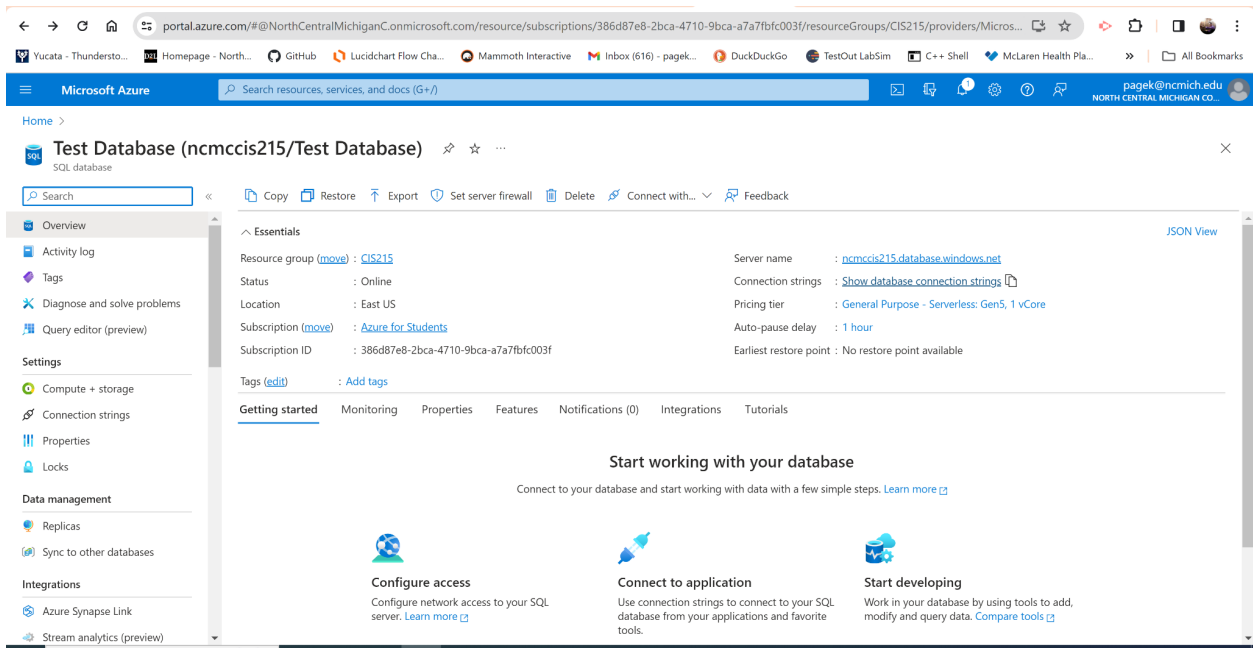 portal.azure.com/#@NorthCentralMichiganC.onmicrosoft.com/resource/subscriptions/386d87e8-2bca-4710-9bca-a7a7fbfc003f/resourceGroups/CIS215/providers/Micros...
Yucata - Thundersto... D2L Homepage - North... GitHub Lucidchart Flow Cha... Mammoth Interactive Inbox (616) - pagek... DuckDuckGo TestOut LabSim C++ Shell McLaren Health Pla... » All Bookmarks
Microsoft Azure Search resources, services, and docs (G+/) 1 pagek@ncmich.edu
NORTH CENTRAL MICHIGAN CO...
Home >
SQL Test Database (ncmccis215/Test Database) ...
SQL database
Search « Copy Restore Export Set server firewall Delete Connect with... Feedback
Overview
Activity log
Tags
Diagnose and solve problems
Query editor (preview)
Settings
Compute + storage
Connection strings
Properties
Locks
Data management
Replicas
Sync to other databases
Integrations
Azure Synapse Link
Stream analytics (preview)
Essentials JSON View
Resource group (move) : CIS215
Status : Online
Location : East US
Subscription (move) : Azure for Students
Subscription ID : 386d87e8-2bca-4710-9bca-a7a7fbfc003f
Server name : ncmccis215.database.windows.net
Connection strings : Show database connection strings
Pricing tier : General Purpose - Serverless: Gen5, 1 vCore
Auto-pause delay : 1 hour
Earliest restore point : No restore point available
Tags (edit) : Add tags
Getting started Monitoring Properties Features Notifications (0) Integrations Tutorials
Start working with your database
Connect to your database and start working with data with a few simple steps. Learn more
Configure access
Configure network access to your SQL
server. Learn more
Connect to application
Use connection strings to connect to your SQL
database from your applications and favorite
tools.
Start developing
Work in your database by using tools to add,
modify and query data. Compare tools